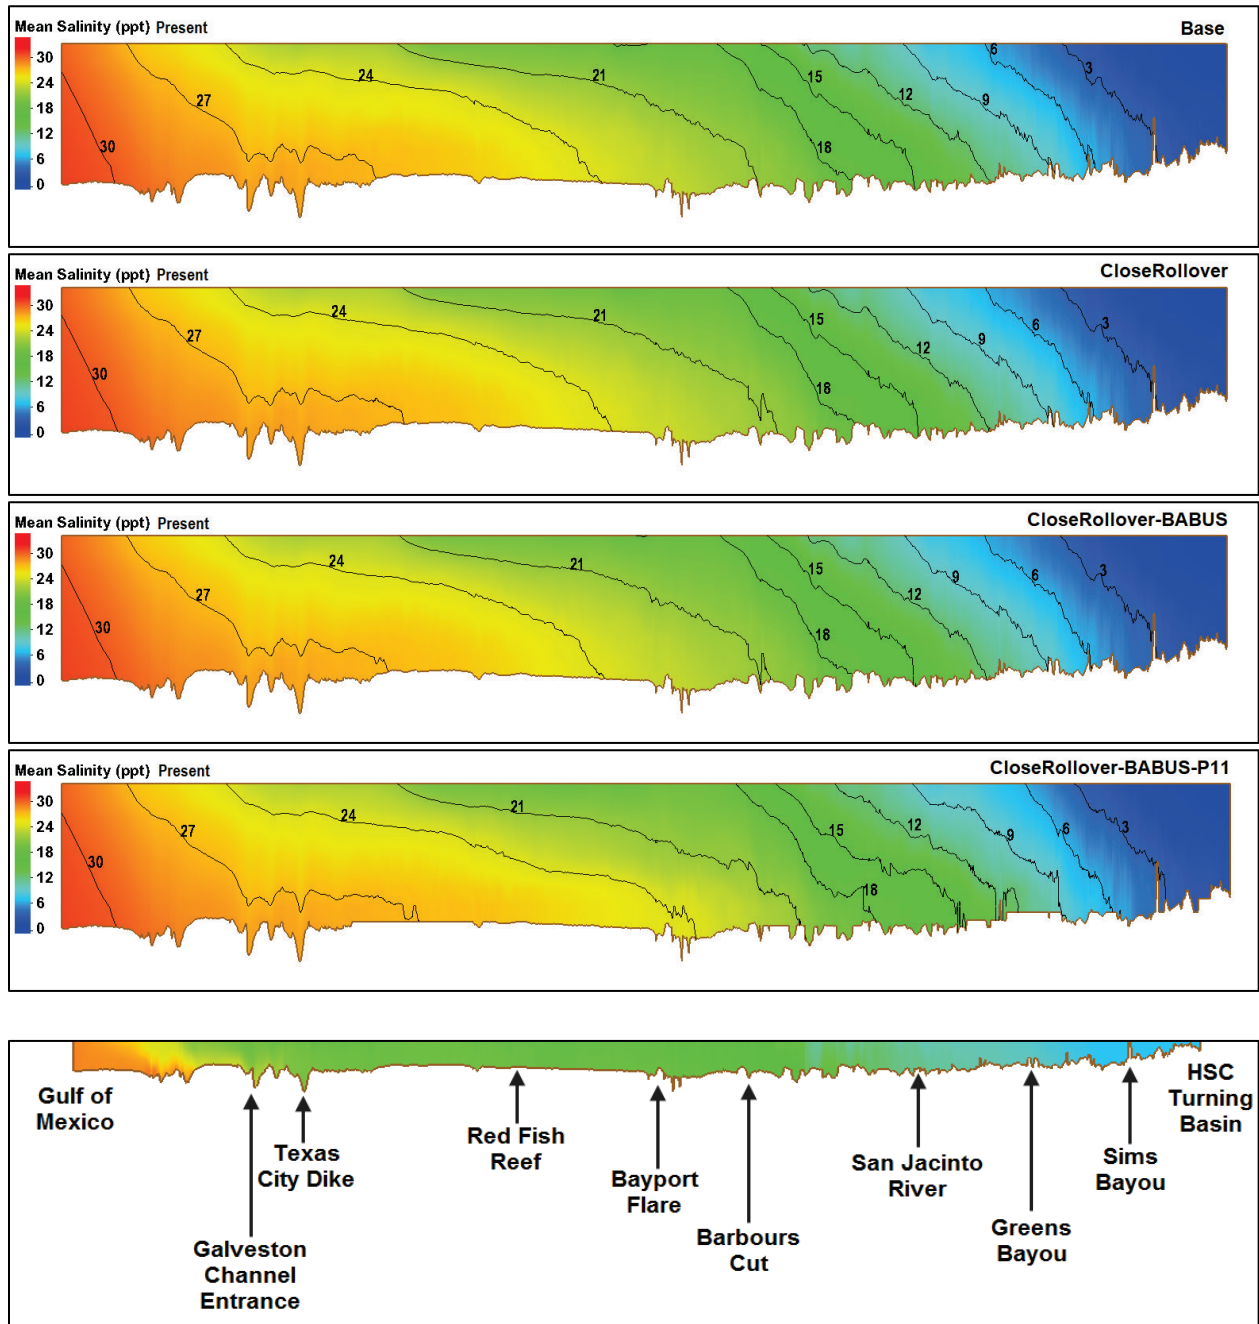 Mean Salinity (ppt) Present
Base
30
24
18
12
6
0
30
27
24
21
18
15
12
9
6
3
Mean Salinity (ppt) Present
CloseRollover
30
24
18
12
6
0
30
27
24
21
18
15
12
9
6
3
Mean Salinity (ppt) Present
CloseRollover-BABUS
30
24
18
12
6
0
30
27
24
21
18
15
12
9
6
3
Mean Salinity (ppt) Present
CloseRollover-BABUS-P11
30
24
18
12
6
0
30
27
24
21
18
15
12
9
6
3
Gulf of
Mexico
Galveston
Channel
Entrance
Texas
City Dike
Red Fish
Reef
Bayport
Flare
Barbours
Cut
San Jacinto
River
Greens
Bayou
Sims
Bayou
HSC
Turning
Basin